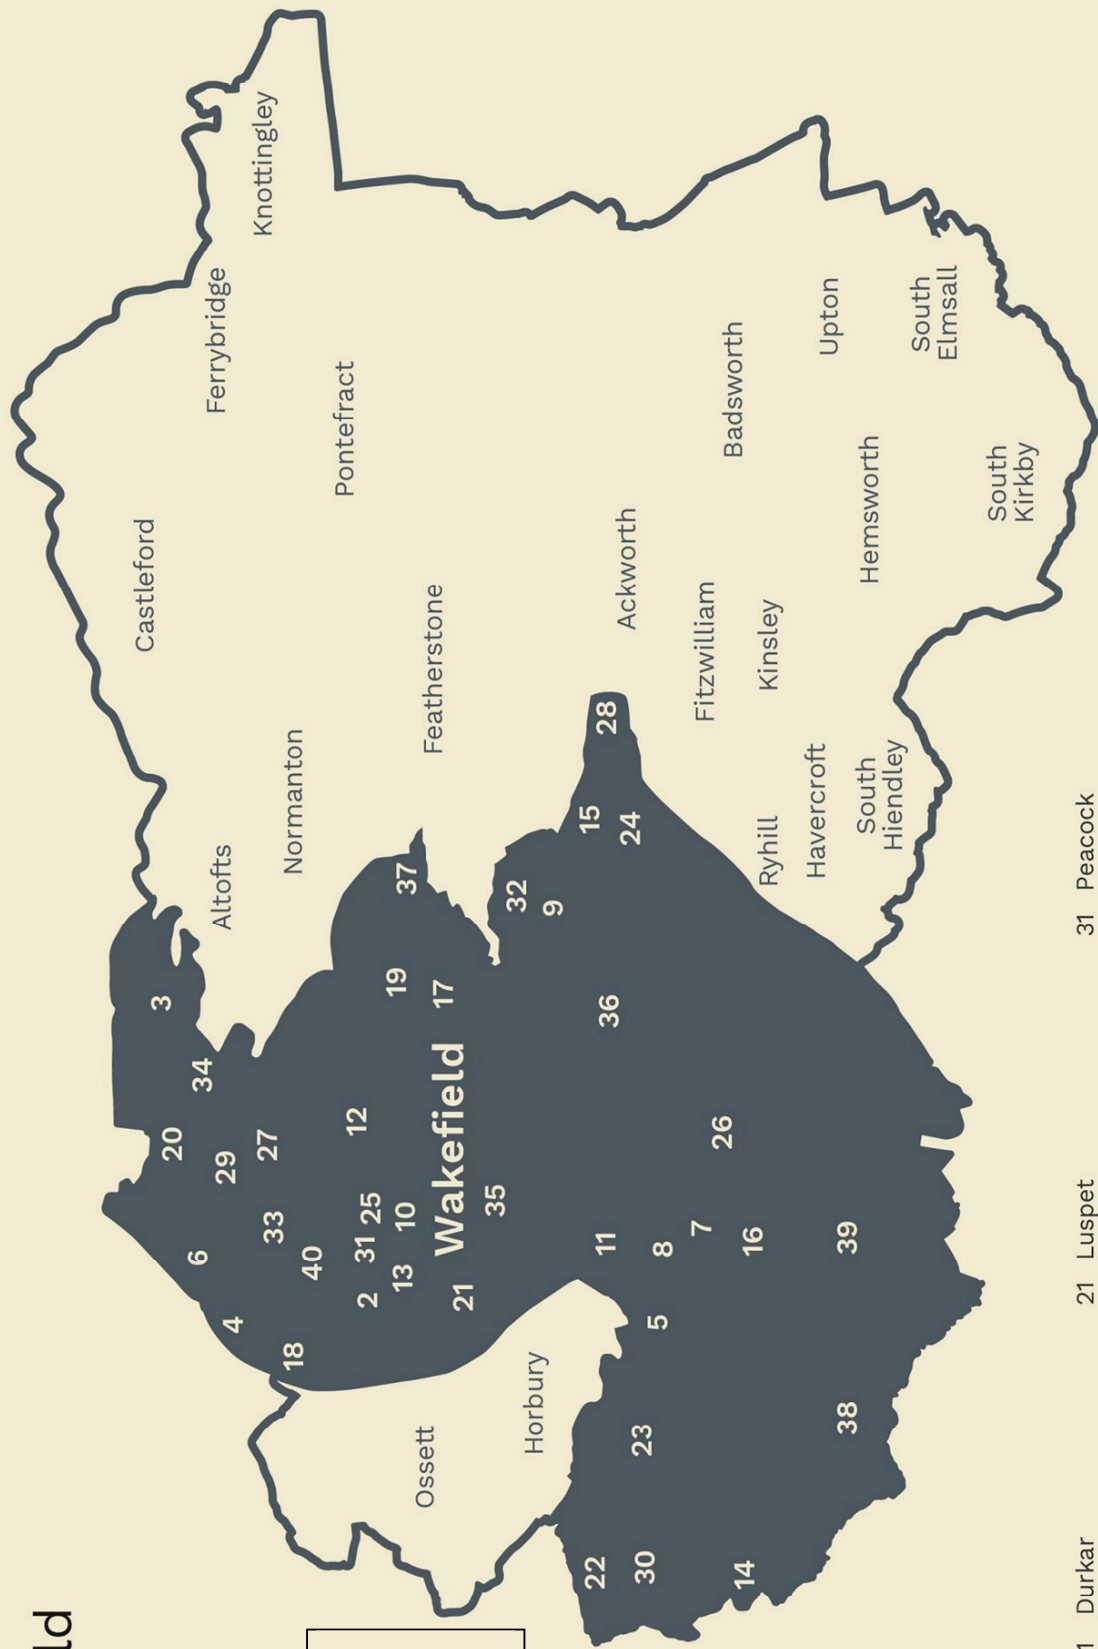 ld
Castleford
3
20
6
34
Ferrybridge
Altofts
29
4
Knottingley
27
33
18
Normanton
40
Pontefract
12
31
2
25
19
13
10
37
Ossett
Featherstone
17
Wakefield
21
35
32
Horbury
9
15
22
28
11
36
Ackworth
24
23
30
5
8
7
Fitzwilliam
26
Badsworth
14
16
Ryhill
Kinsley
Havercroft
Upton
38
39
South
Hiendley
Hemsworth
South
Elmsall
South
Kirkby
1 Durkar
21 Luspet
31 Peacock